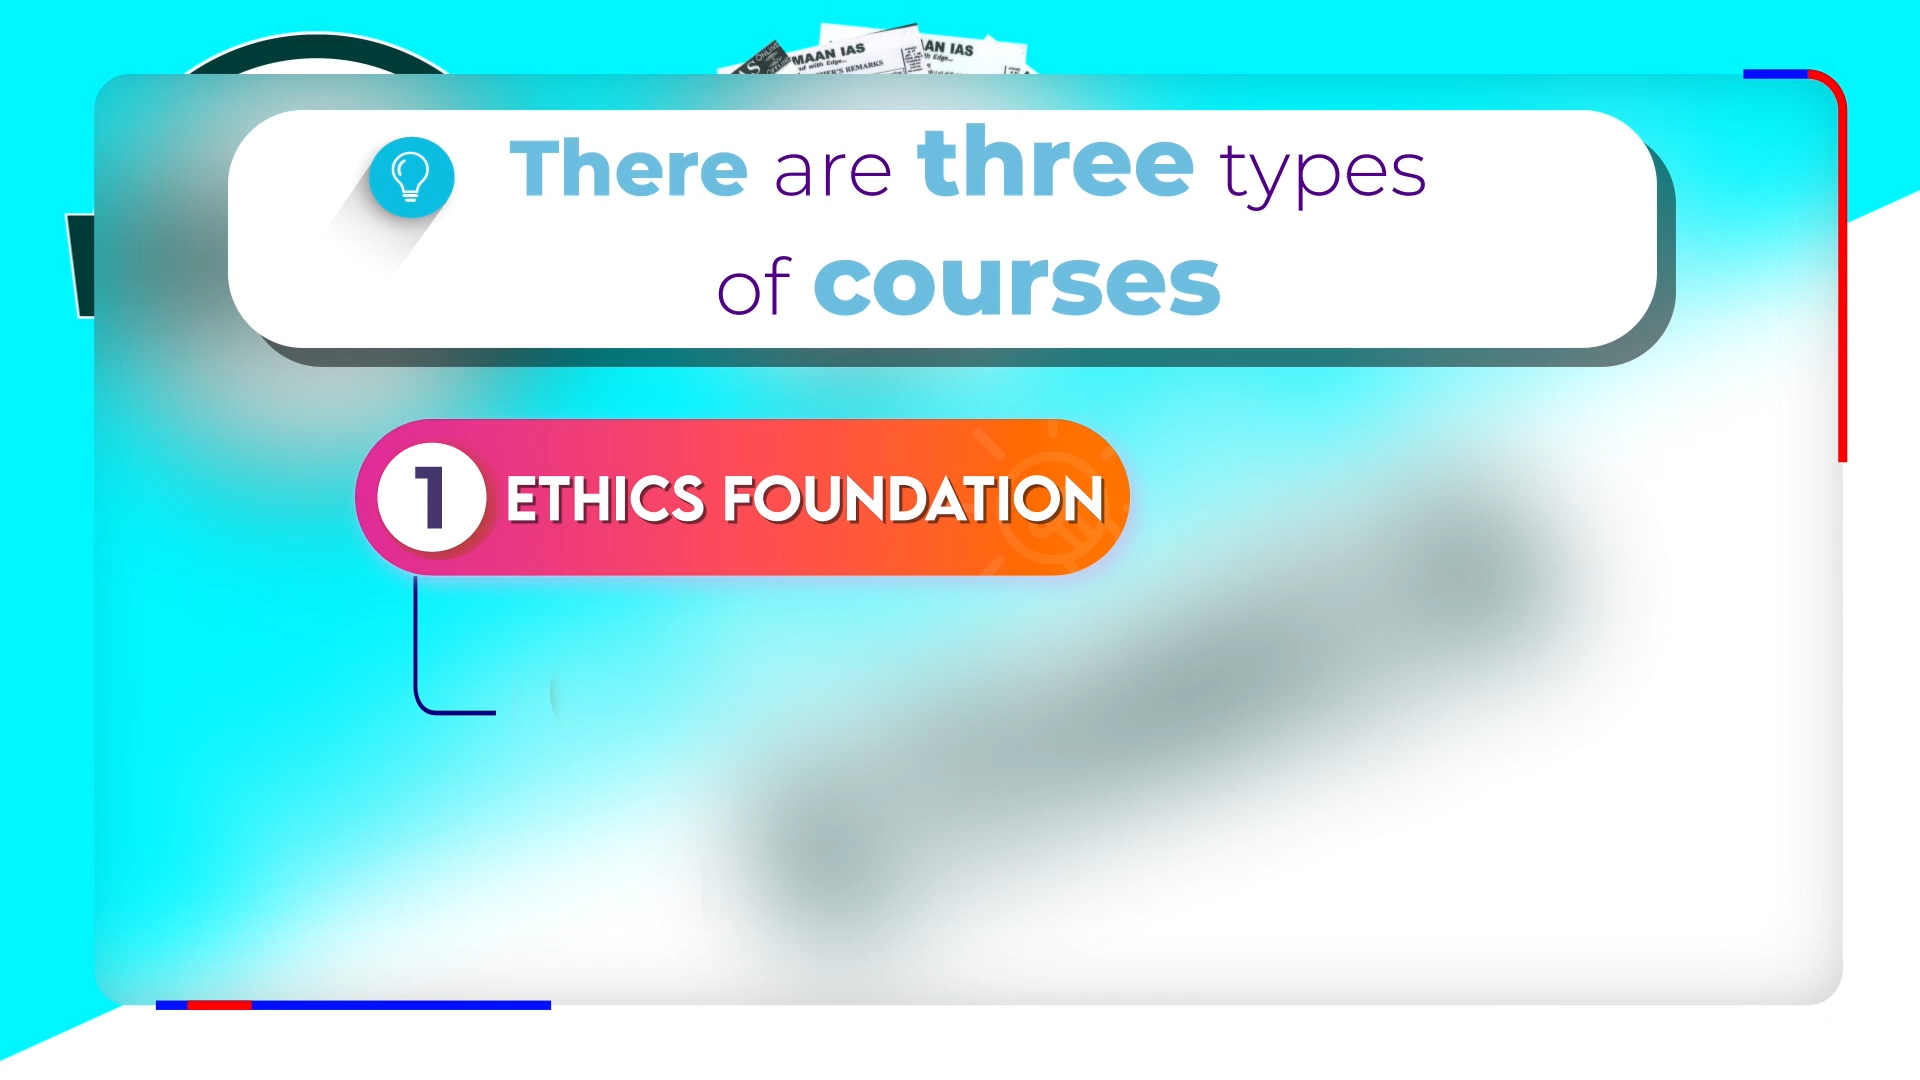 MAAN IAS
AN IAS
There are three types
of courses
1 ETHICS FOUNDATION